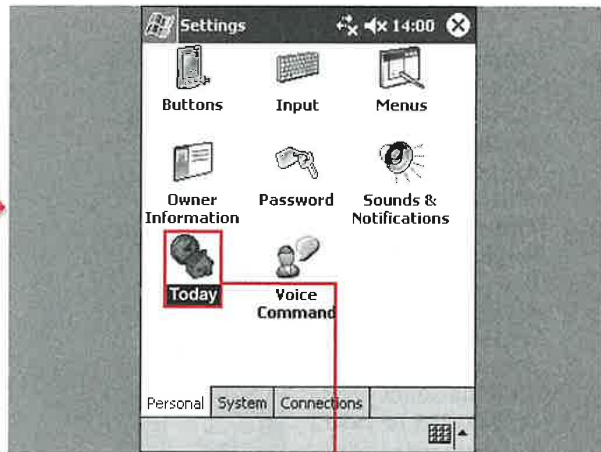 Settings 14:00
Buttons Input Menus
Owner Information Password Sounds & Notifications
Today Voice Command
Personal System Connections